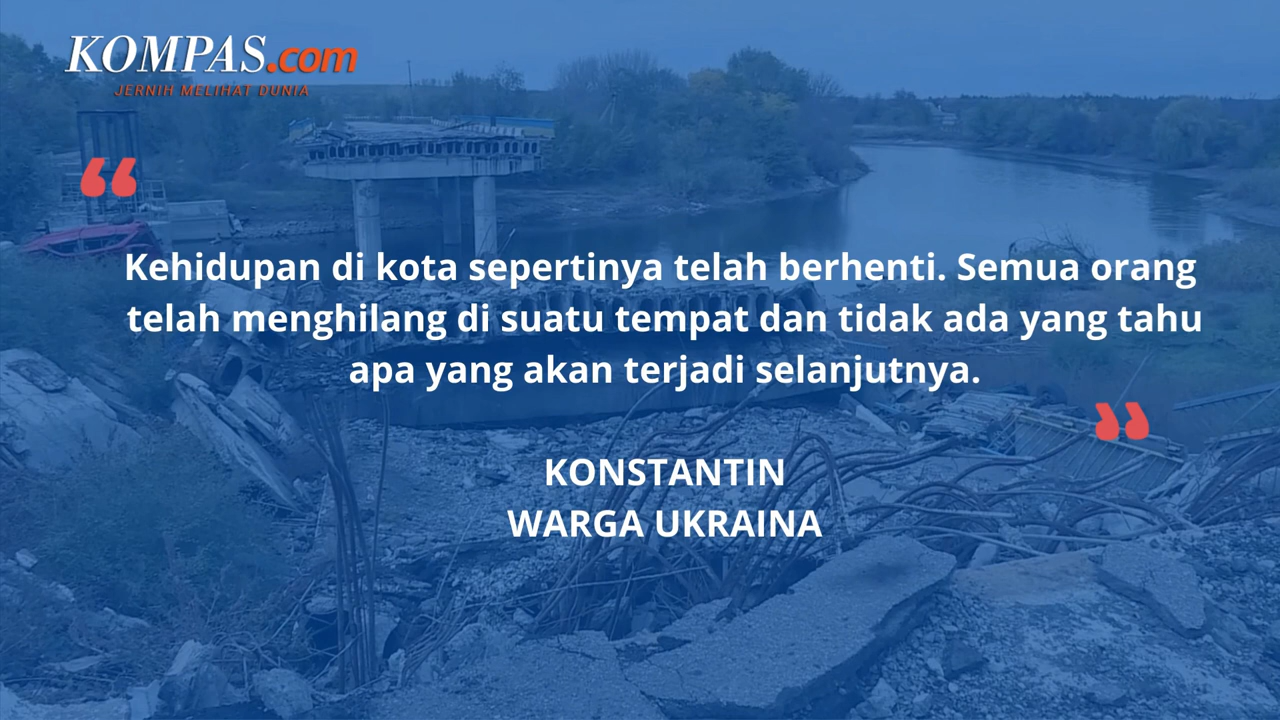 KOMPAS.com
JERNIH MELIHAT DUNIA
“
Kehidupan di kota sepertinya telah berhenti. Semua orang
telah menghilang di suatu tempat dan tidak ada yang tahu
apa yang akan terjadi selanjutnya.
”
KONSTANTIN
WARGA UKRAINA